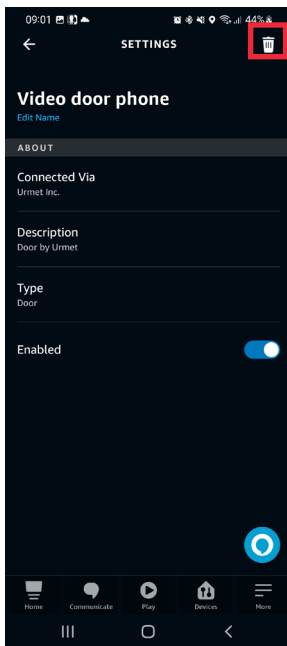 09:01 44%
SETTINGS
Video door phone
Edit Name
ABOUT
Connected Via
Urmet Inc.
Description
Door by Urmet
Type
Door
Enabled
Home Communicate Play Devices More